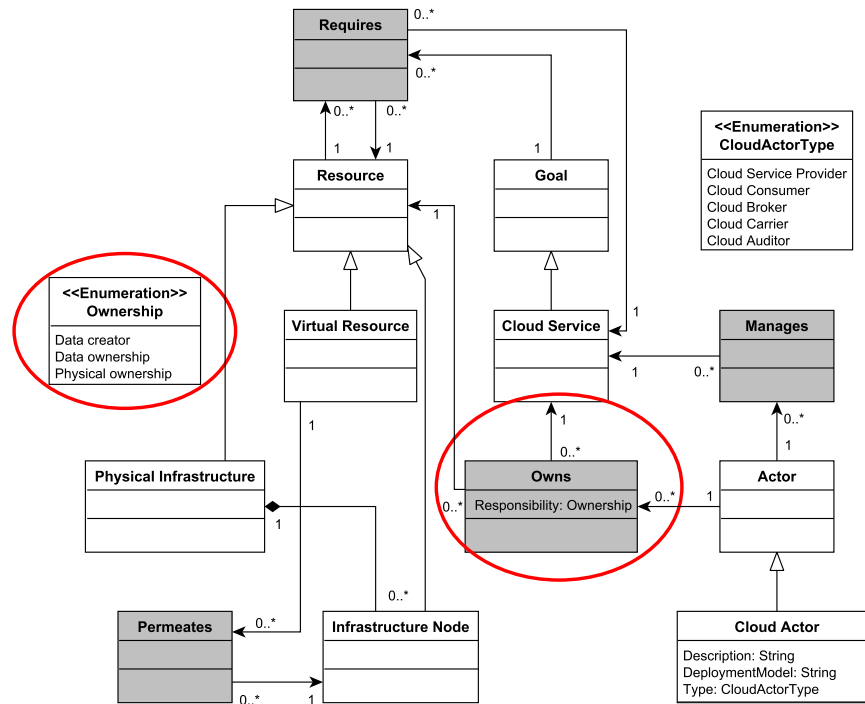 Requires
0..*
0..*
0..*
0..*
1
1
1
Resource
Goal
1
<<Enumeration>>
CloudActorType
Cloud Service Provider
Cloud Consumer
Cloud Broker
Cloud Carrier
Cloud Auditor
<<Enumeration>>
Ownership
Data creator
Data ownership
Physical ownership
Virtual Resource
Cloud Service
1
Manages
1
0..*
1
1
0..*
0..*
1
Physical Infrastructure
Owns
Actor
Responsibility: Ownership
0..*
0..*
1
1
0..*
0..*
Permeates
Infrastructure Node
0..*
1
Cloud Actor
Description: String
DeploymentModel: String
Type: CloudActorType